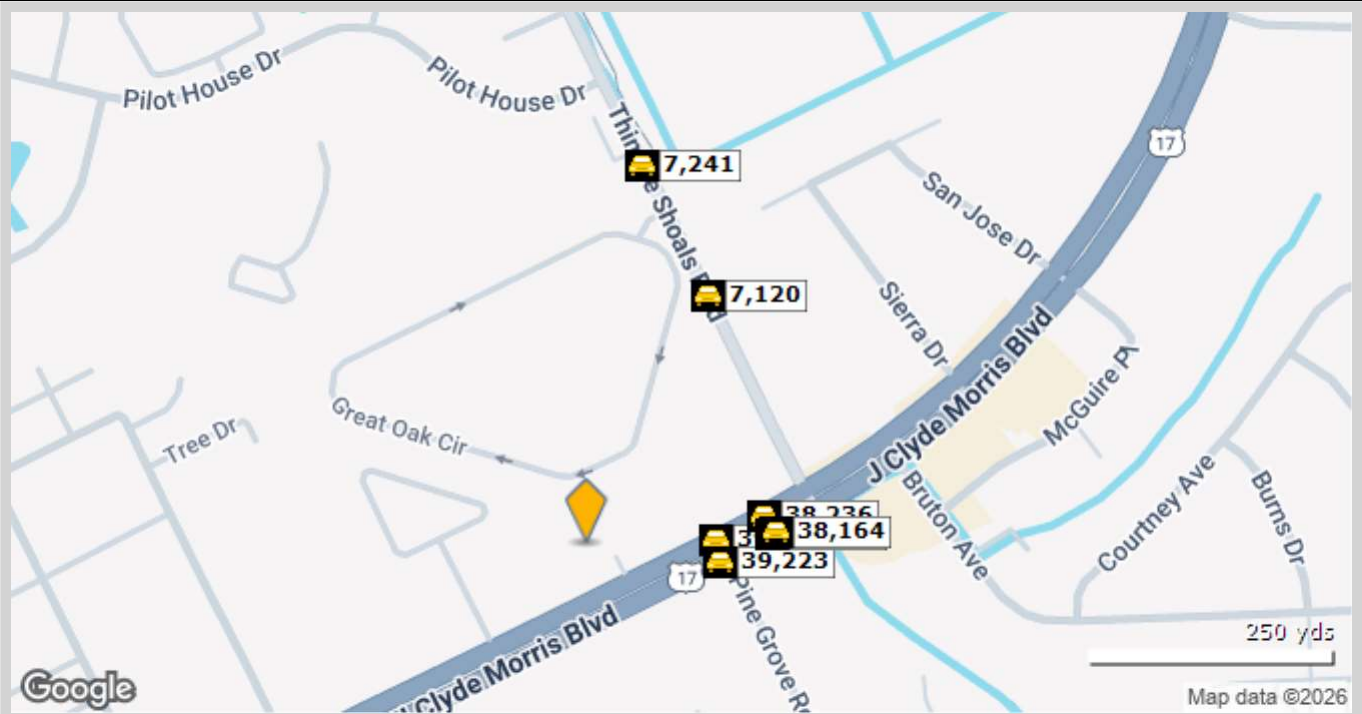 Pilot House Dr
Pilot House Dr
17
7,241
Shoals
San Jose Dr
7,120
Sierra Dr
J Clyde Morris Blvd
McGuire Pl
Great Oak Cir
Tree Dr
Bruton Ave
Courtney Ave
Burns Dr
38,236
38,164
39,223
17
Pine Grove
Clyde Morris Blvd
250 yds
Google
Map data ©2026